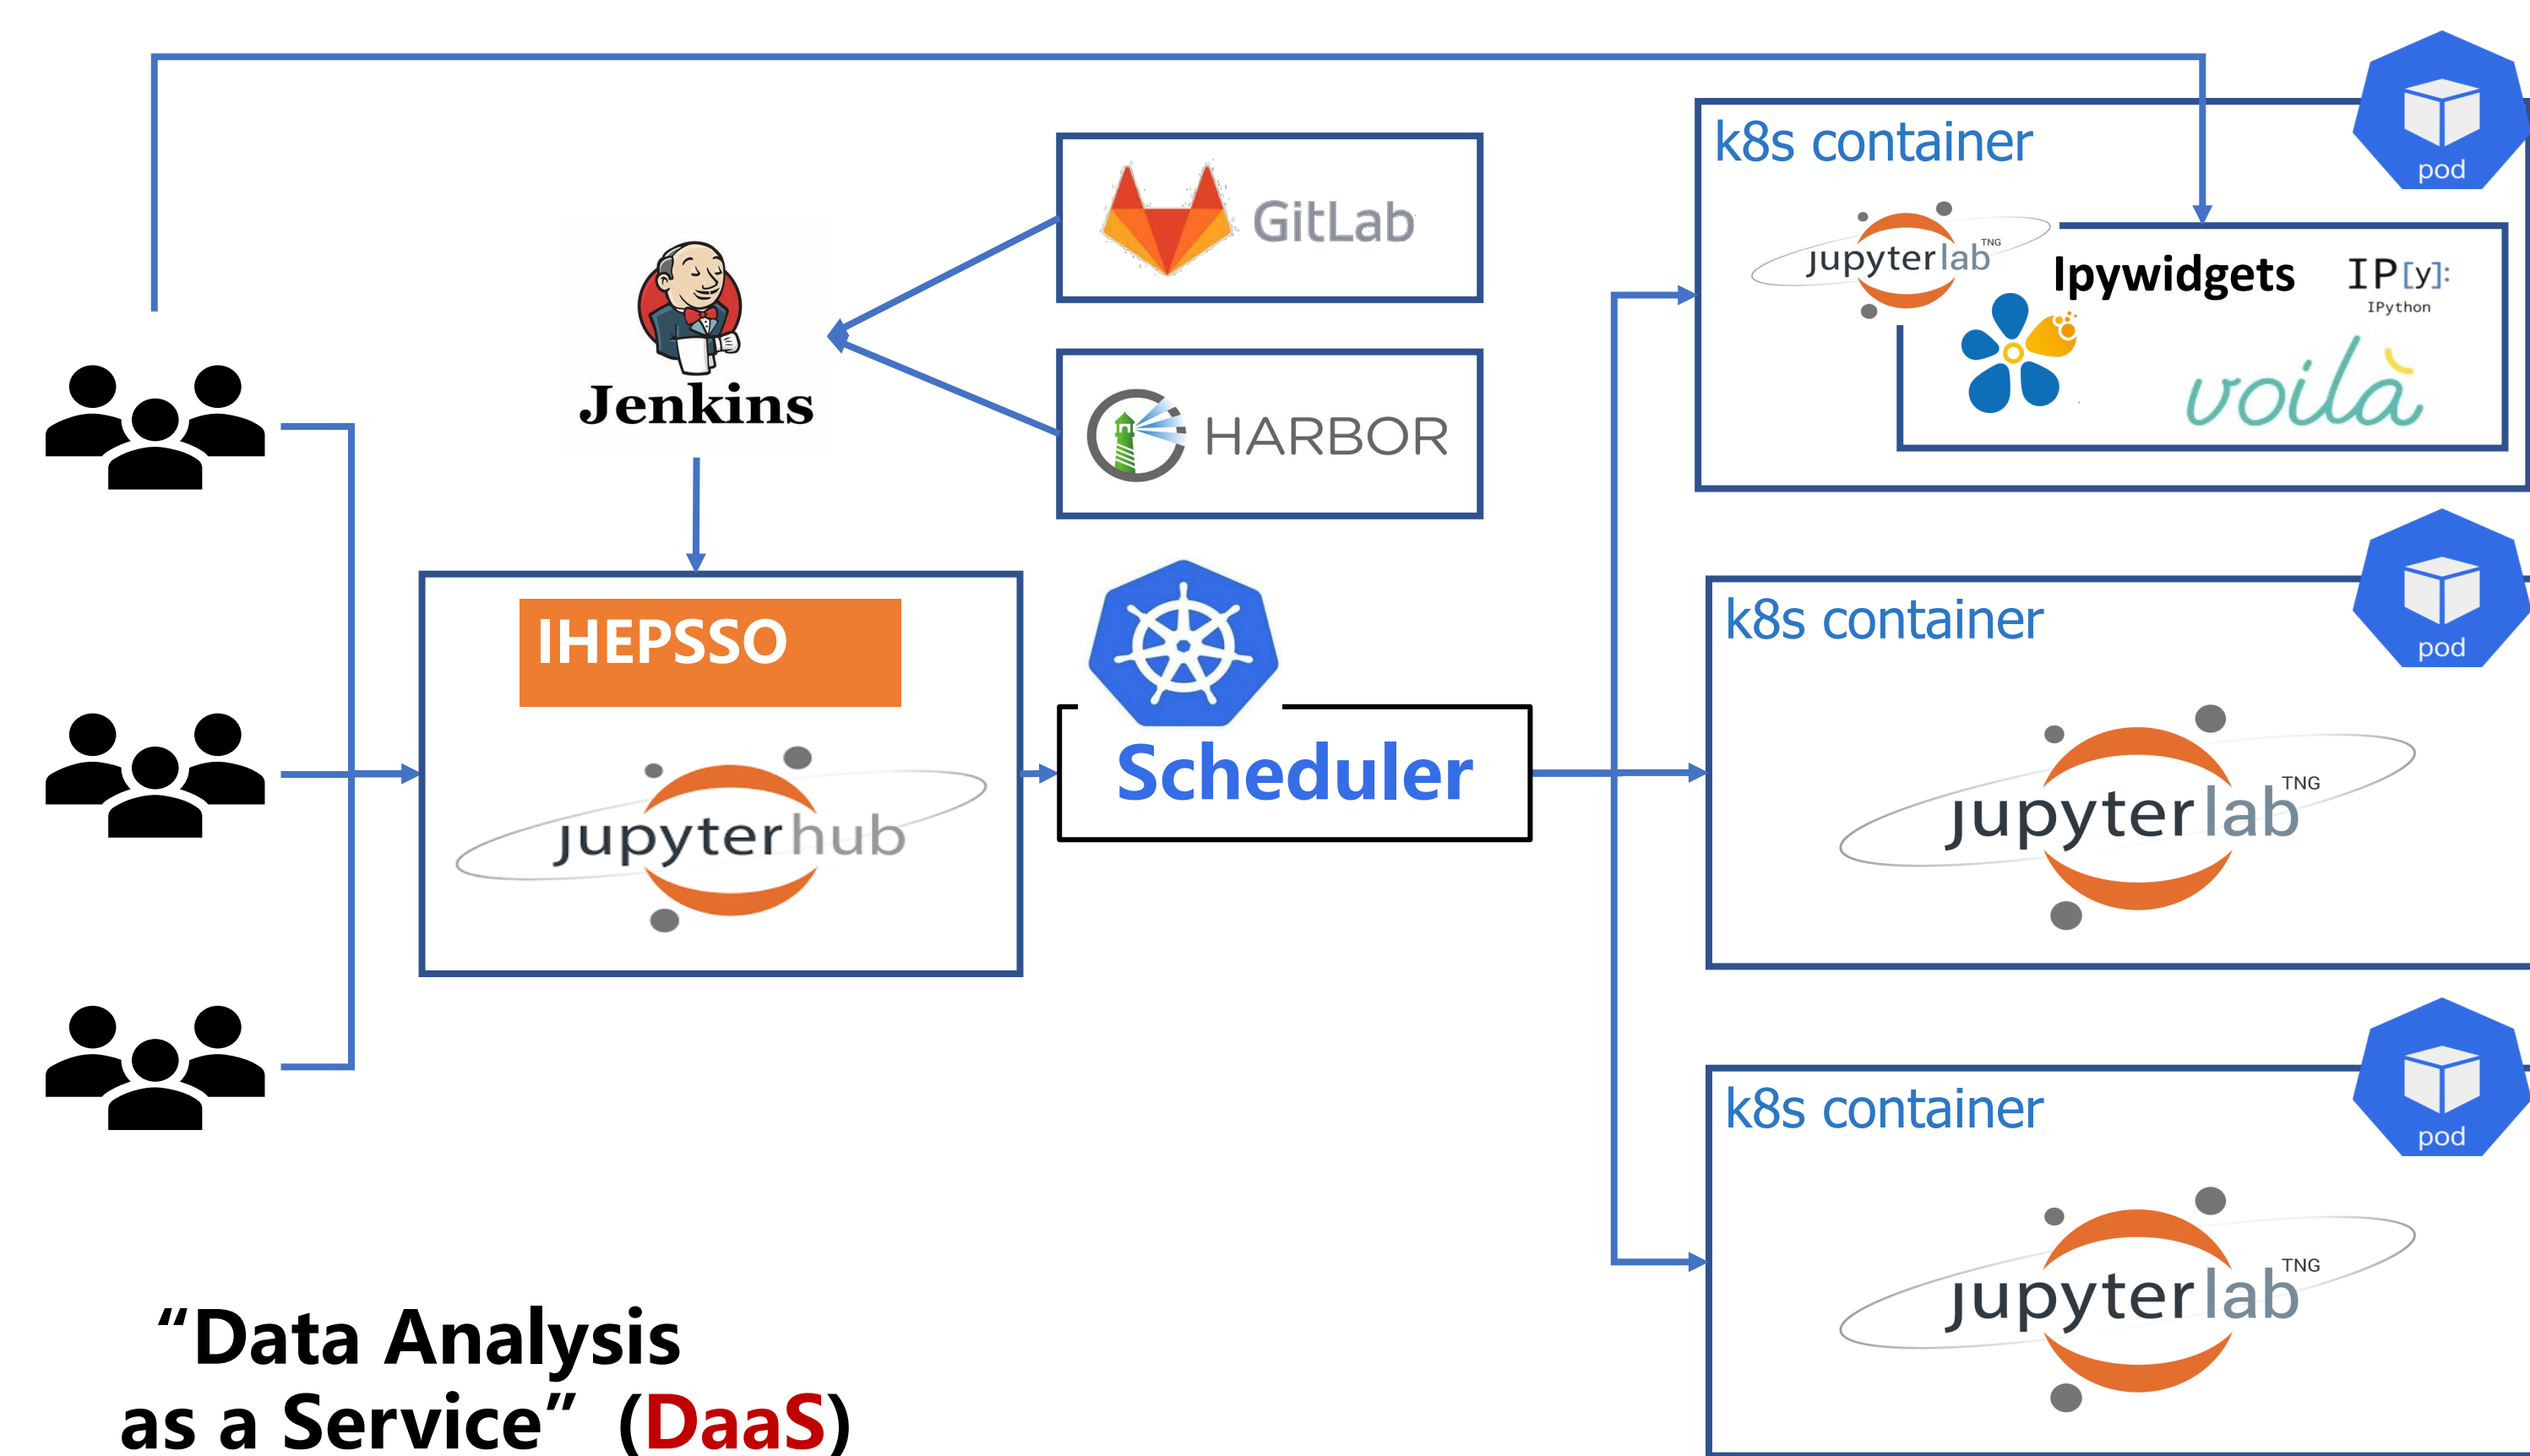 k8s container
pod
GitLab
jupyterlab TNG
Ipywidgets
IP[y]:
IPython
voilà
Jenkins
HARBOR
IHEPSSO
jupyterhub
Scheduler
k8s container
pod
jupyterlab TNG
k8s container
pod
jupyterlab TNG
“Data Analysis
as a Service” (DaaS)